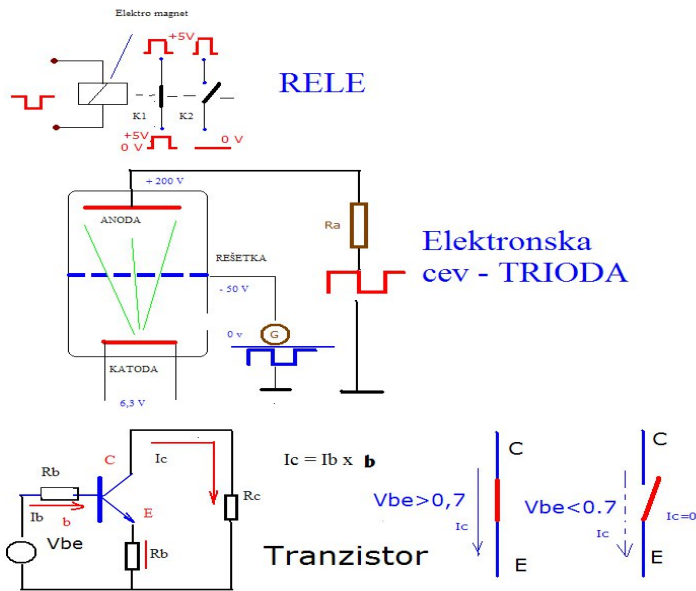 Elektro magnet
+5V
+5V
RELE
K1
K2
+5V
0 V
0 V
+ 200 V
ANODA
Ra
REŠETKA
Elektronska
cev - TRIODA
- 50 V
0 v
G
KATODA
6,3 V
C
Ic
Ic = Ib x b
C
C
Rb
Vbe>0,7
Vbe<0.7
Rc
E
Ib
b
Ic
Ic
Ic=0
Vbe
Rb
Tranzistor
E
E